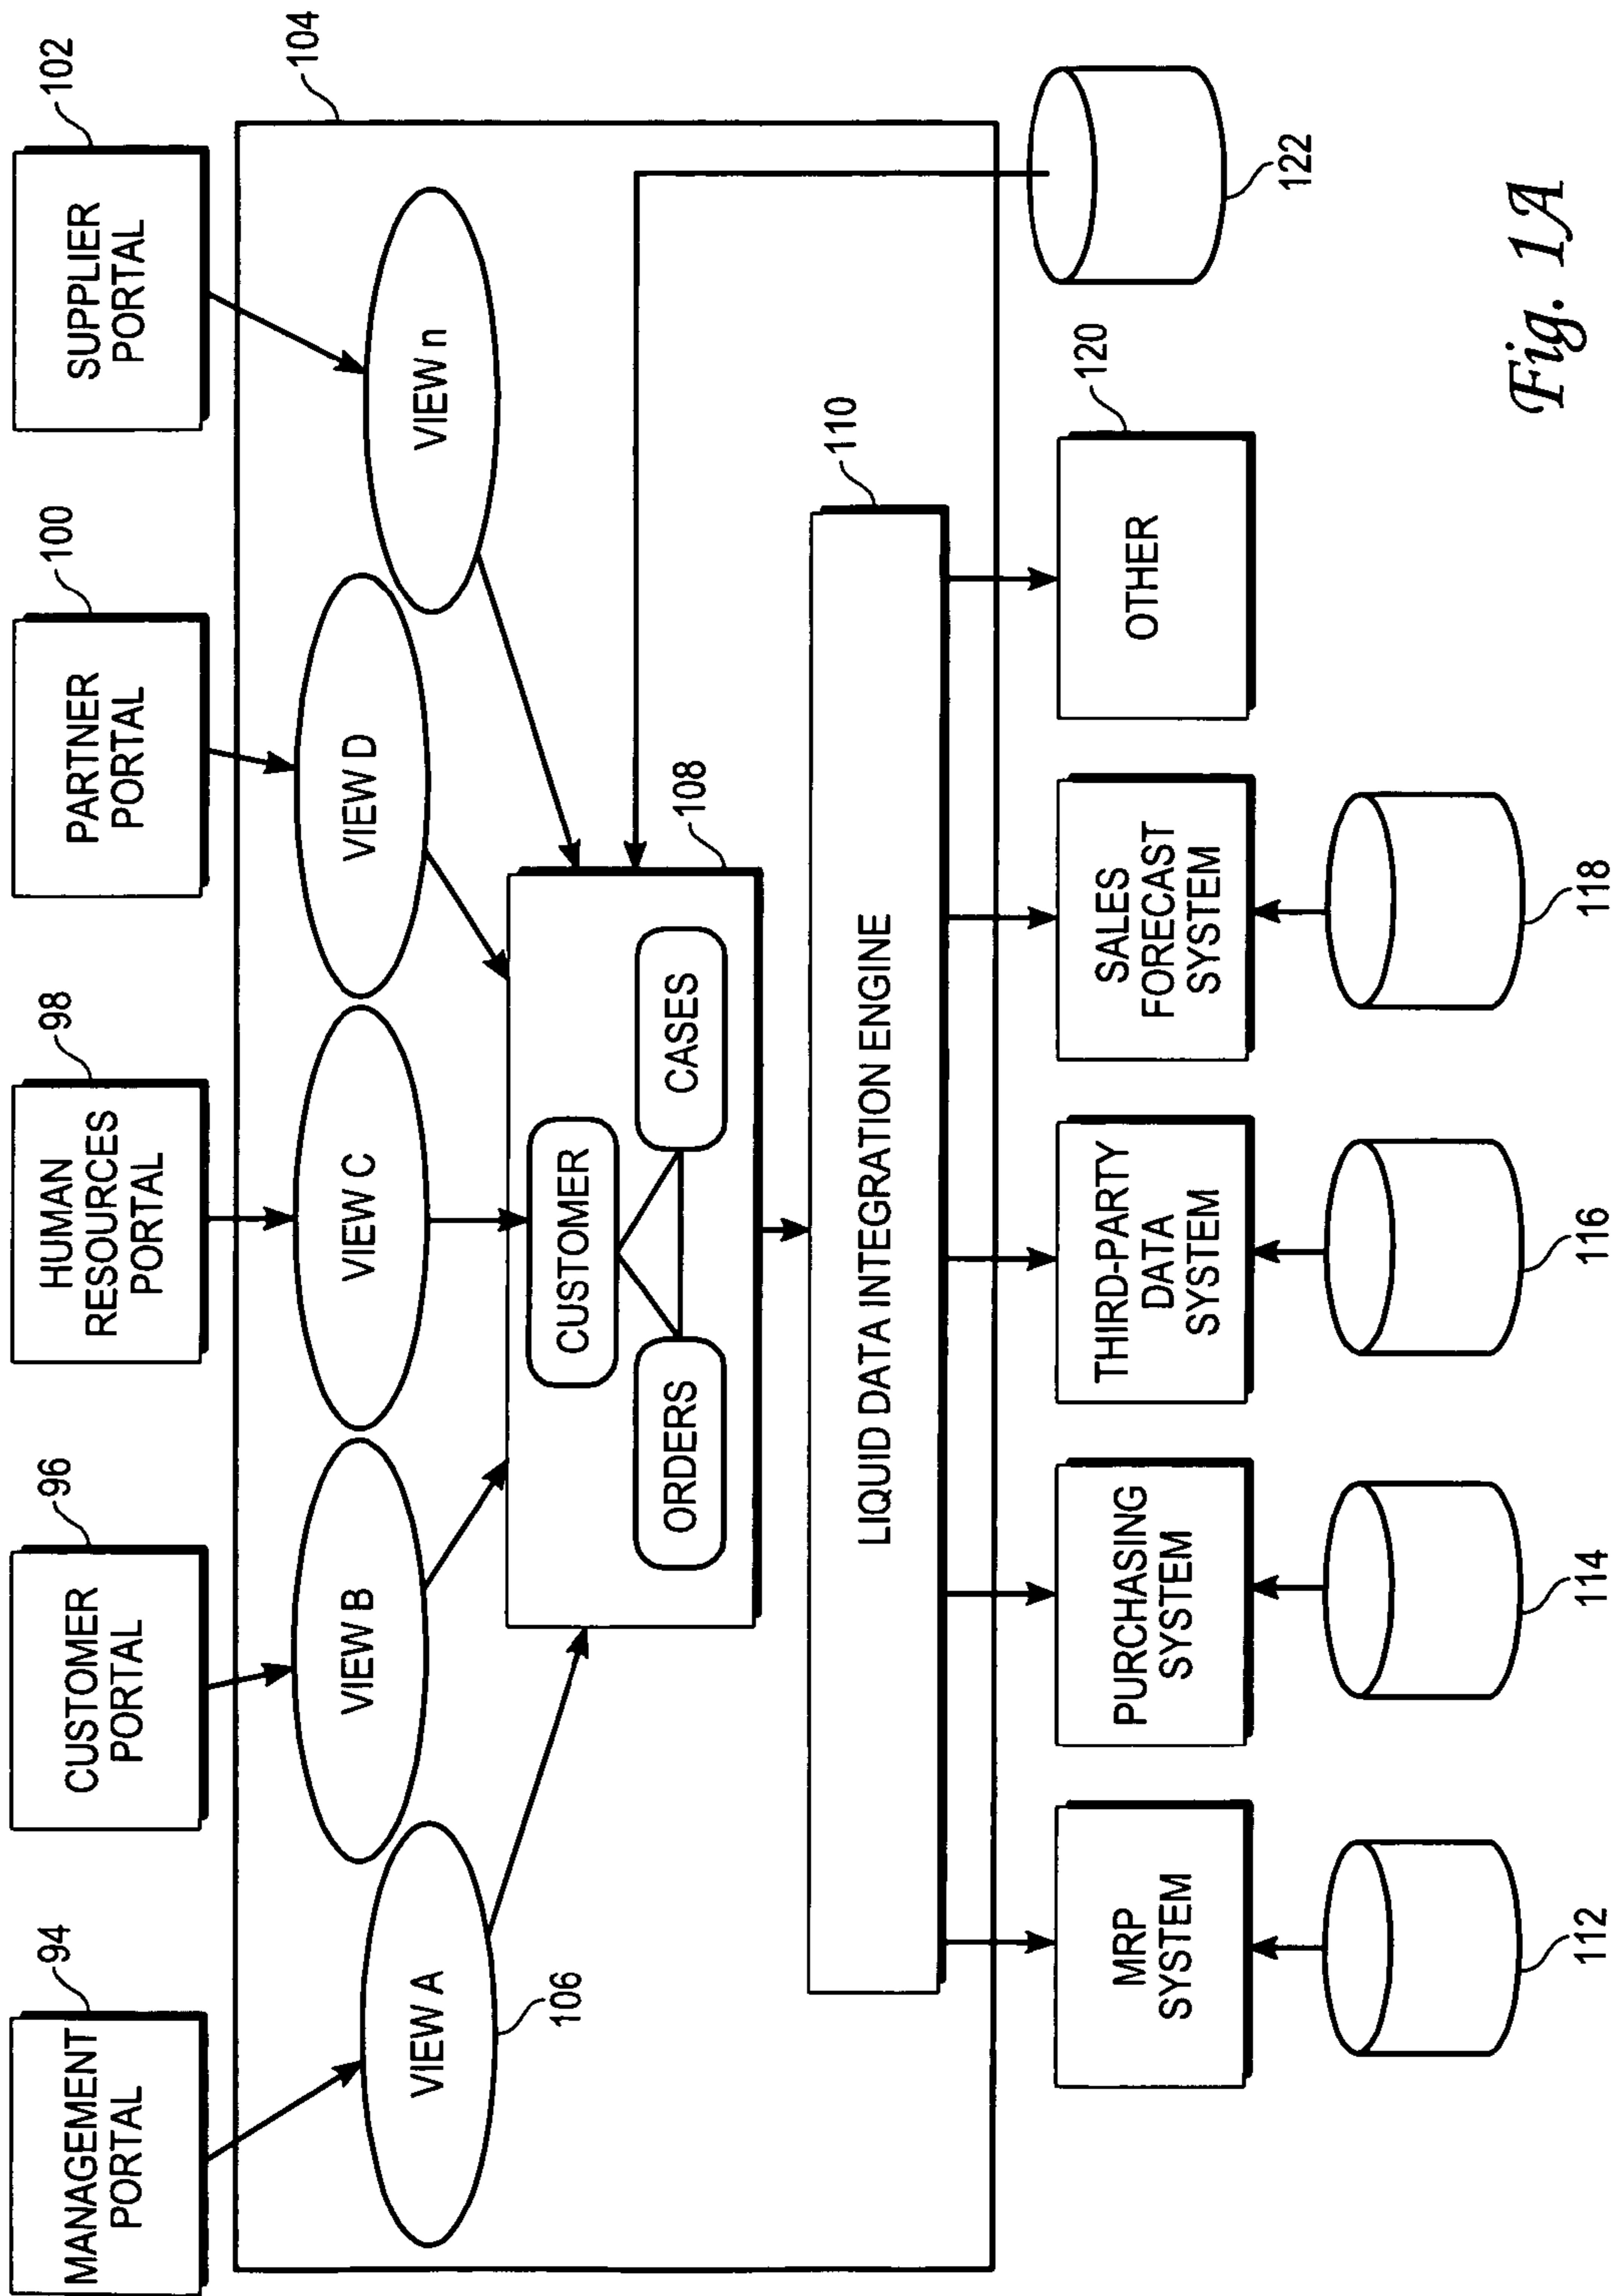 MANAGEMENT
PORTAL
94
CUSTOMER
PORTAL
96
HUMAN
RESOURCES
PORTAL
98
PARTNER
PORTAL
100
SUPPLIER
PORTAL
102
104
VIEW A
106
VIEW B
VIEW C
VIEW D
VIEW n
CUSTOMER
ORDERS
CASES
108
LIQUID DATA INTEGRATION ENGINE
110
MRP
SYSTEM
PURCHASING
SYSTEM
THIRD-PARTY
DATA
SYSTEM
SALES
FORECAST
SYSTEM
OTHER
120
112
114
116
118
122
Fig. 1A